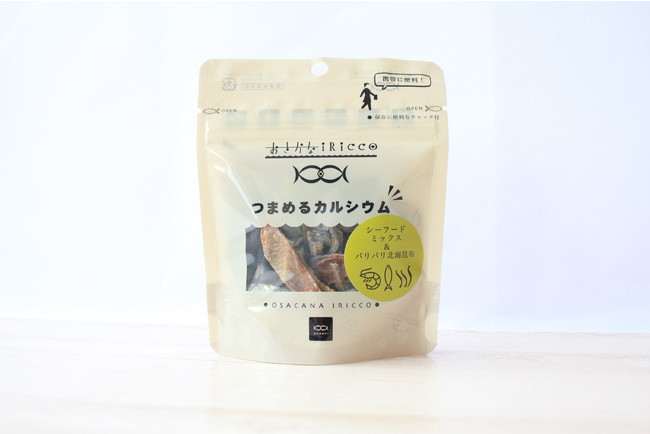 携帯に便利！
OPEN
OPEN
●保存に便利なチャック付
おさかなiRicco
つまめるカルシウム
シーフード
ミックス
&
パリパリ北海昆布
●OSACANA IRICCO●